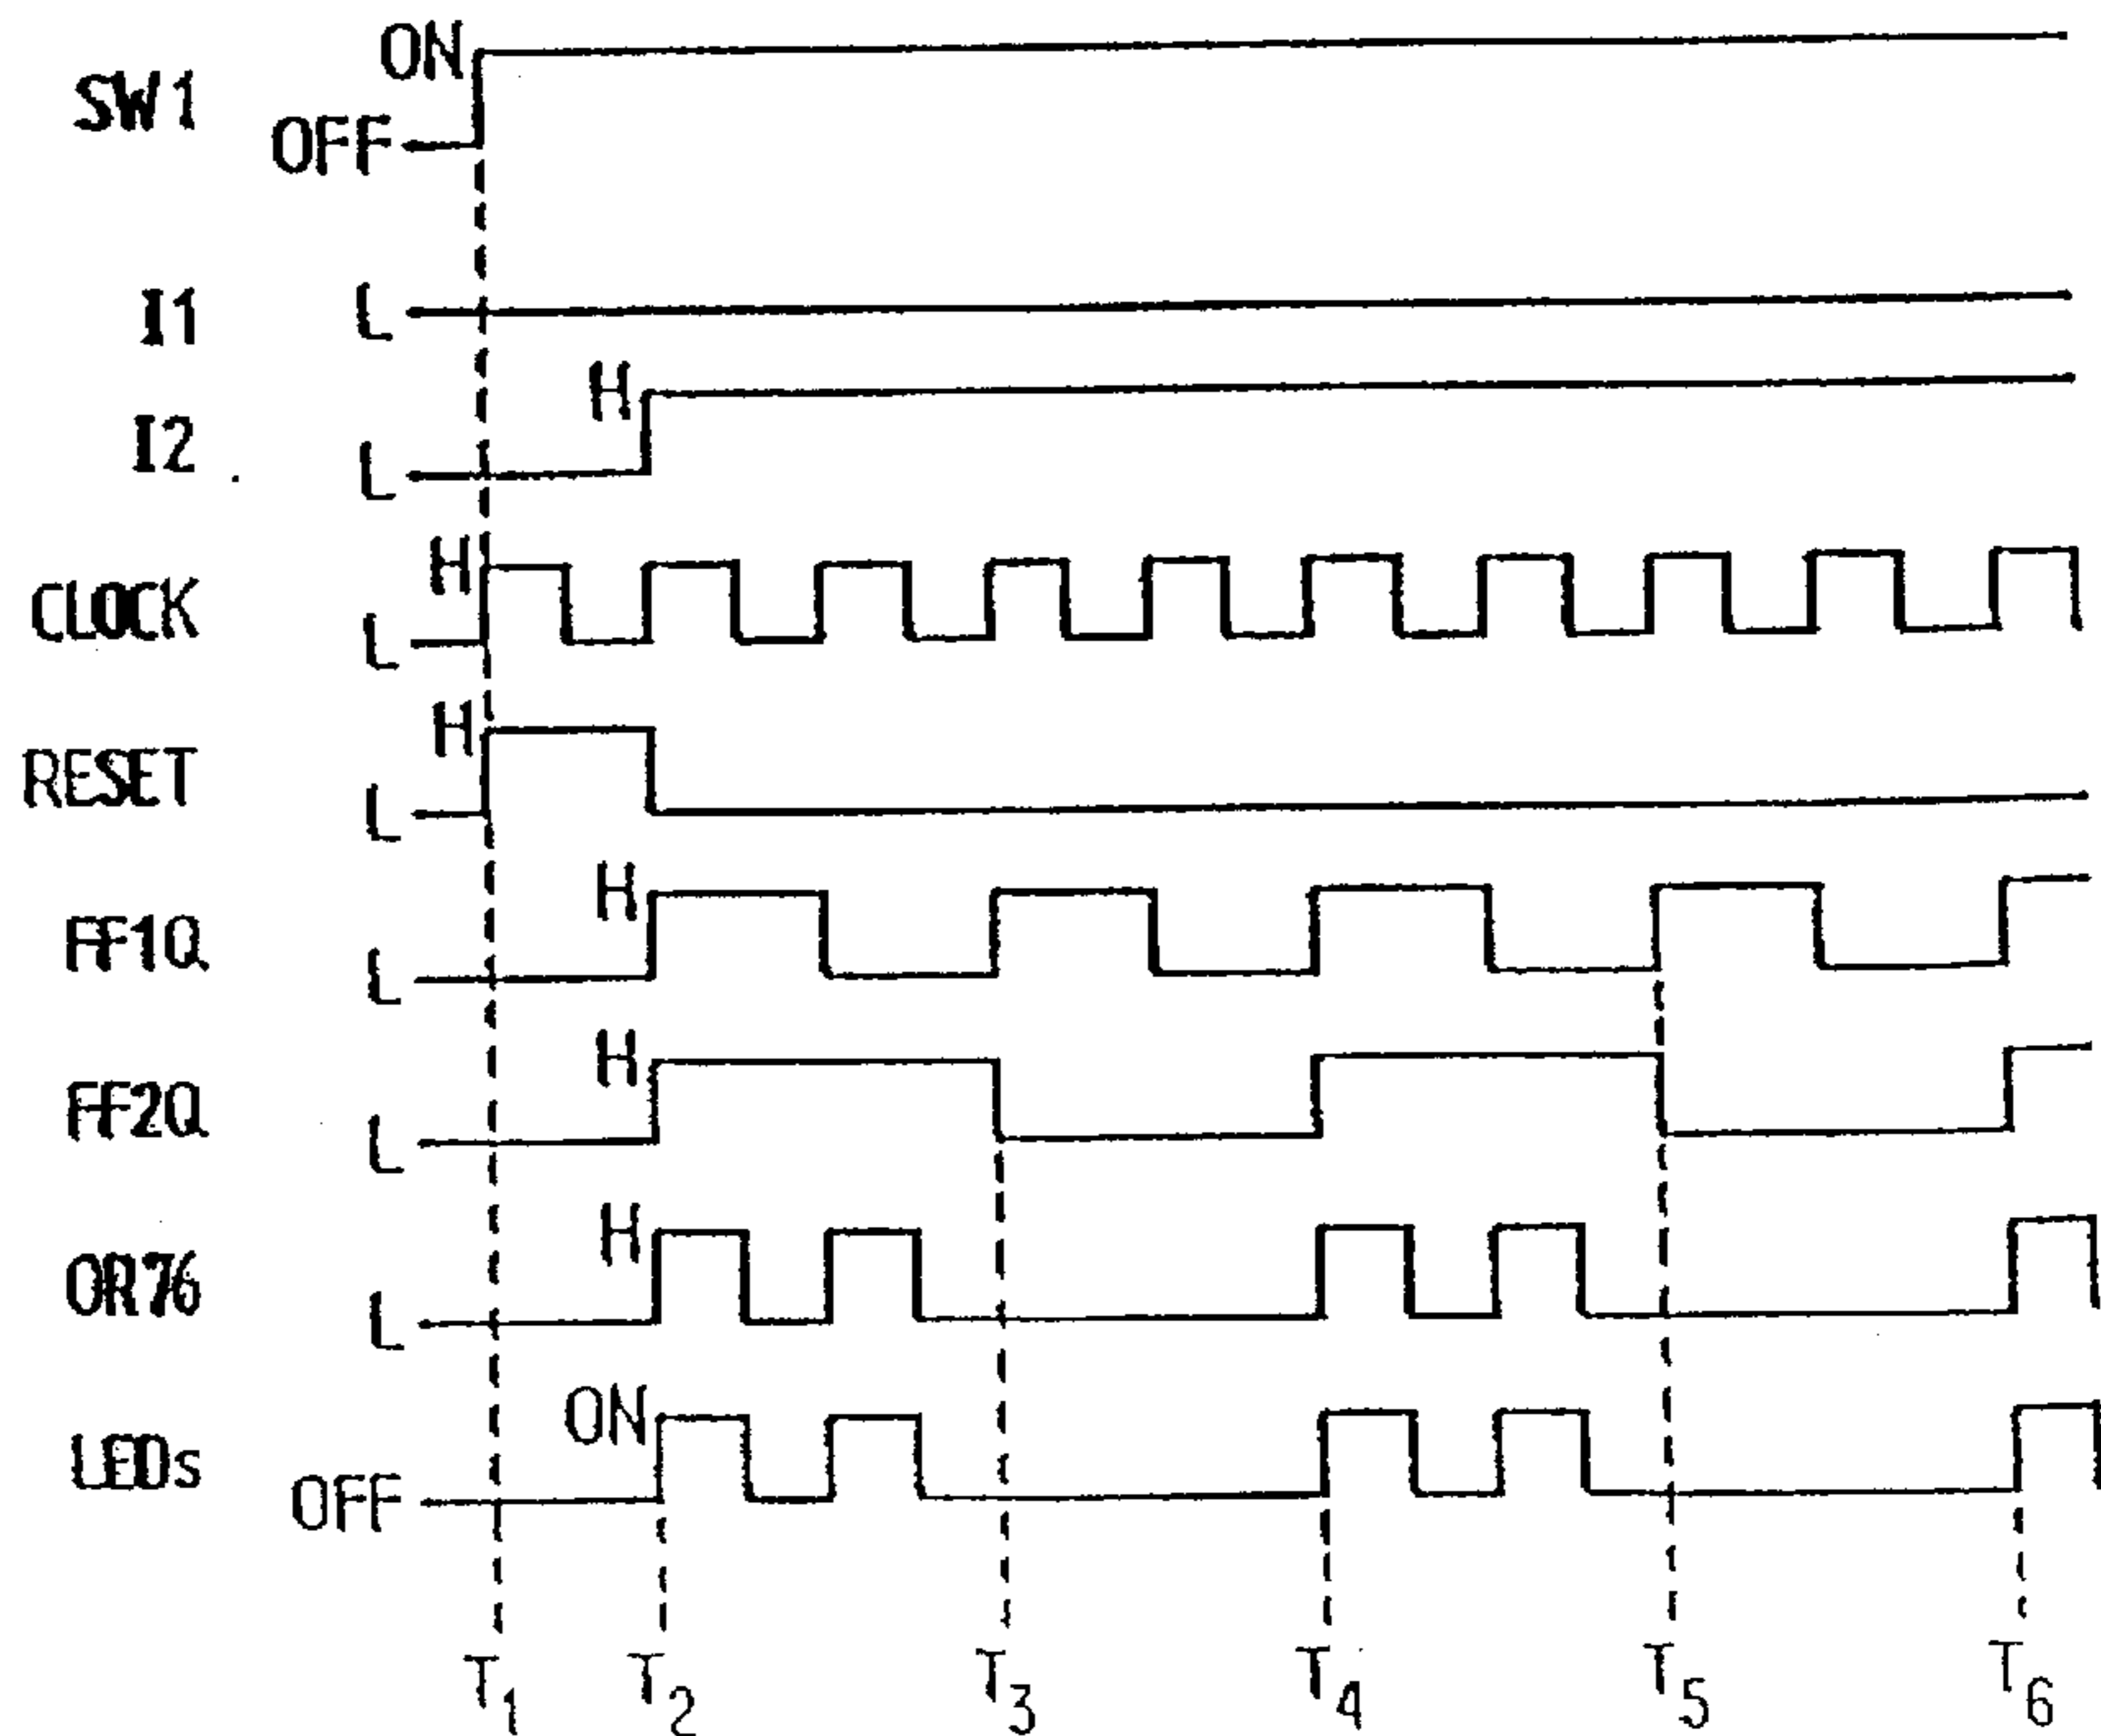 ON
SW1
OFF
I1 L
H
I2 L
H
CLOCK L
H
RESET L
H
FF1Q L
H
FF2Q L
H
OR76 L
ON
LEDs
OFF
T1 T2 T3 T4 T5 T6